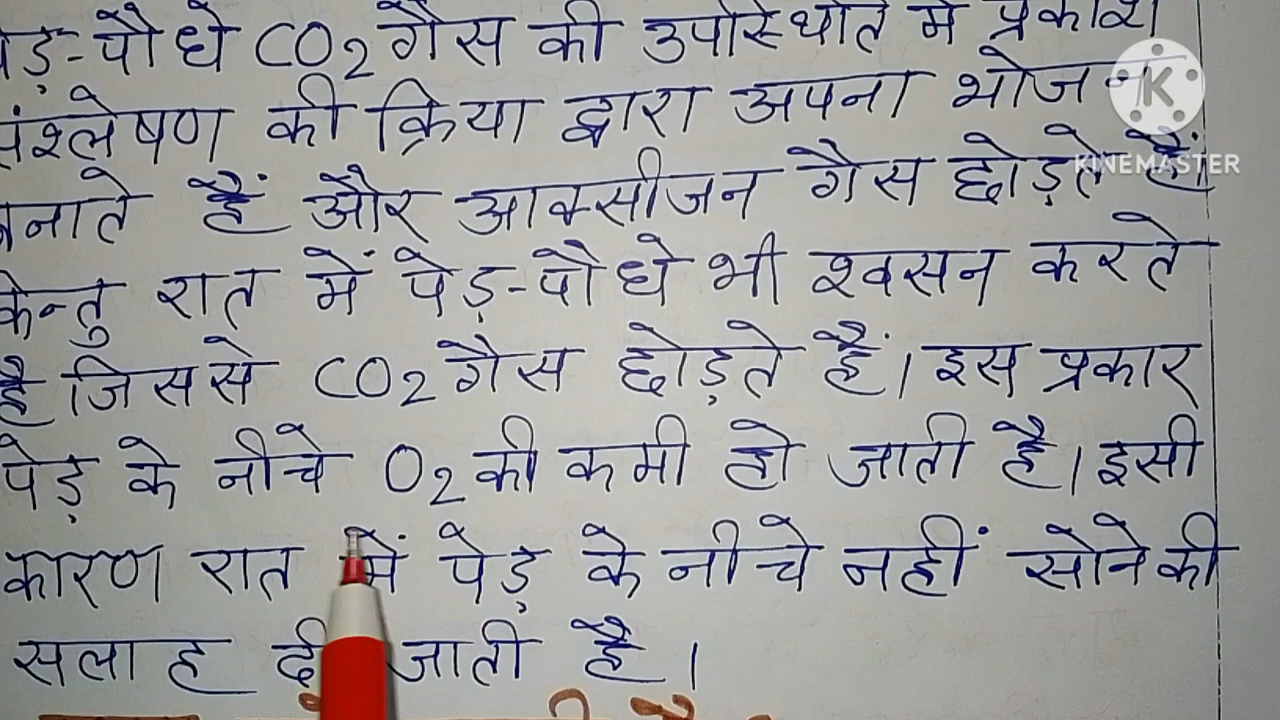 पेड़-पौधे CO2 गैस की उपस्थिति में प्रकाश
संश्लेषण की क्रिया द्वारा अपना भोजन
बनाते हैं और आक्सीजन गैस छोड़ते हैं।
किन्तु रात में पेड़-पौधे भी श्वसन करते
है जिससे CO2 गैस छोड़ते हैं। इस प्रकार
पेड़ के नीचे O2 की कमी हो जाती है। इसी
कारण रात में पेड़ के नीचे नहीं सोने की
सलाह दी जाती है।
K
KINEMASTER